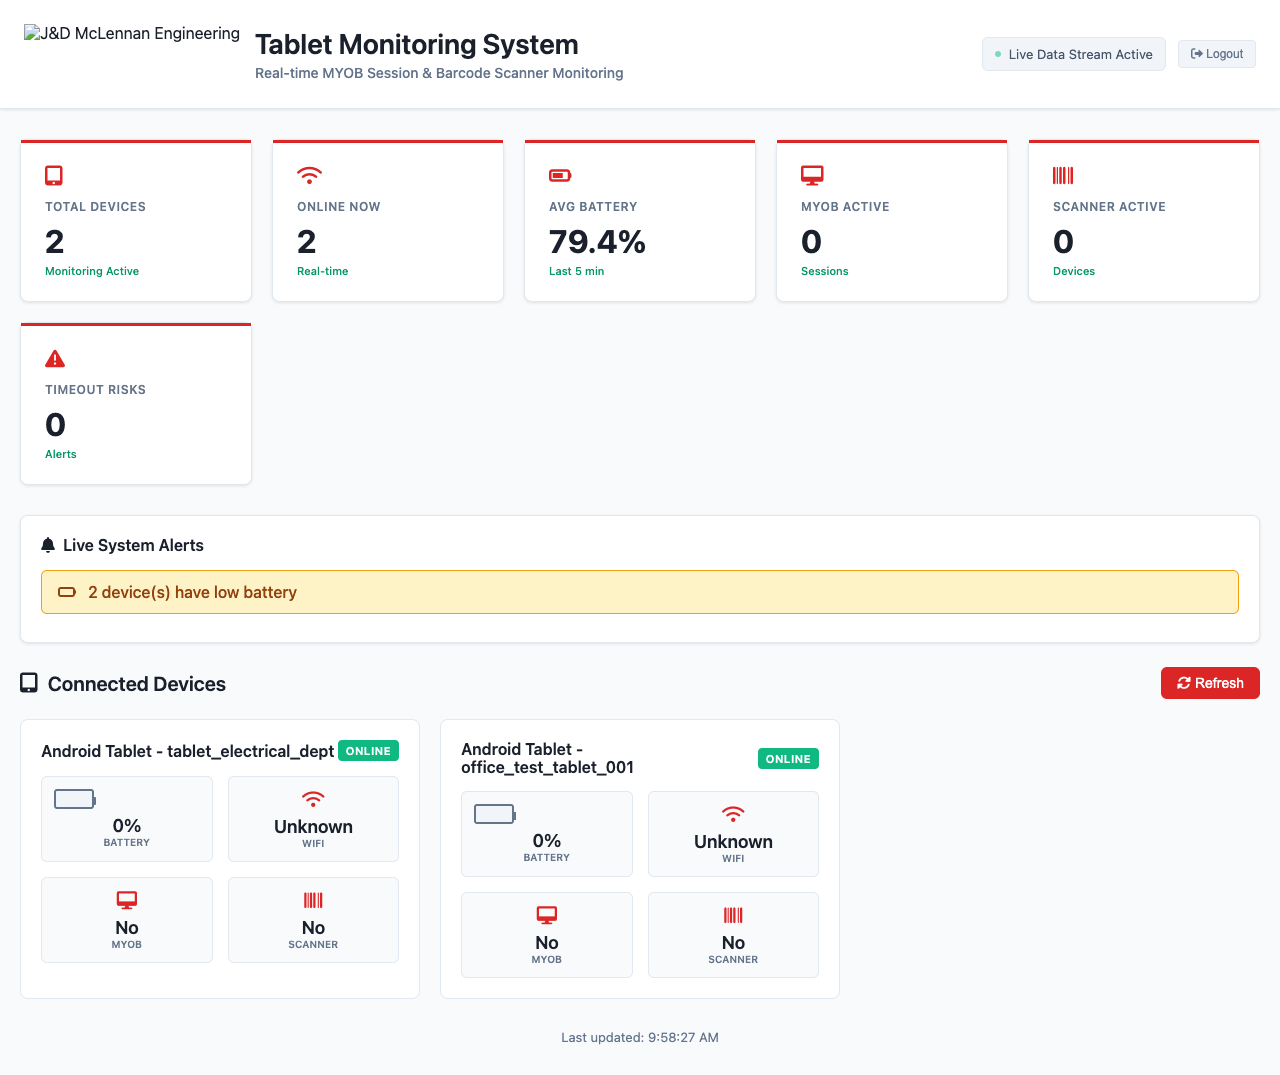 J&D McLennan Engineering
Tablet Monitoring System
Real-time MYOB Session & Barcode Scanner Monitoring
Live Data Stream Active
Logout
TOTAL DEVICES
2
Monitoring Active
ONLINE NOW
2
Real-time
AVG BATTERY
79.4%
Last 5 min
MYOB ACTIVE
0
Sessions
SCANNER ACTIVE
0
Devices
TIMEOUT RISKS
0
Alerts
Live System Alerts
2 device(s) have low battery
Connected Devices
Refresh
Android Tablet - tablet_electrical_dept
ONLINE
0%
BATTERY
Unknown
WIFI
No
MYOB
No
SCANNER
Android Tablet -
office_test_tablet_001
ONLINE
0%
BATTERY
Unknown
WIFI
No
MYOB
No
SCANNER
Last updated: 9:58:27 AM